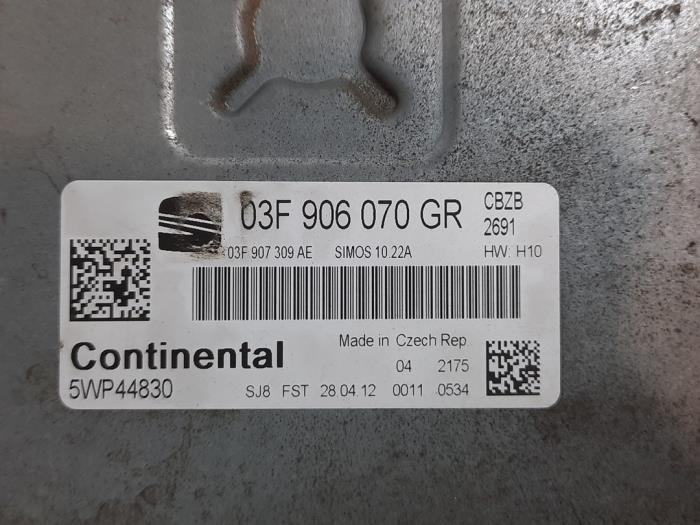 03F 906 070 GR CBZB
2691
03F 907 309 AE SIMOS 10.22A HW: H10
Continental
5WP44830
Made in Czech Rep
04 2175
SJ8 FST 28.04.12 0011 0534